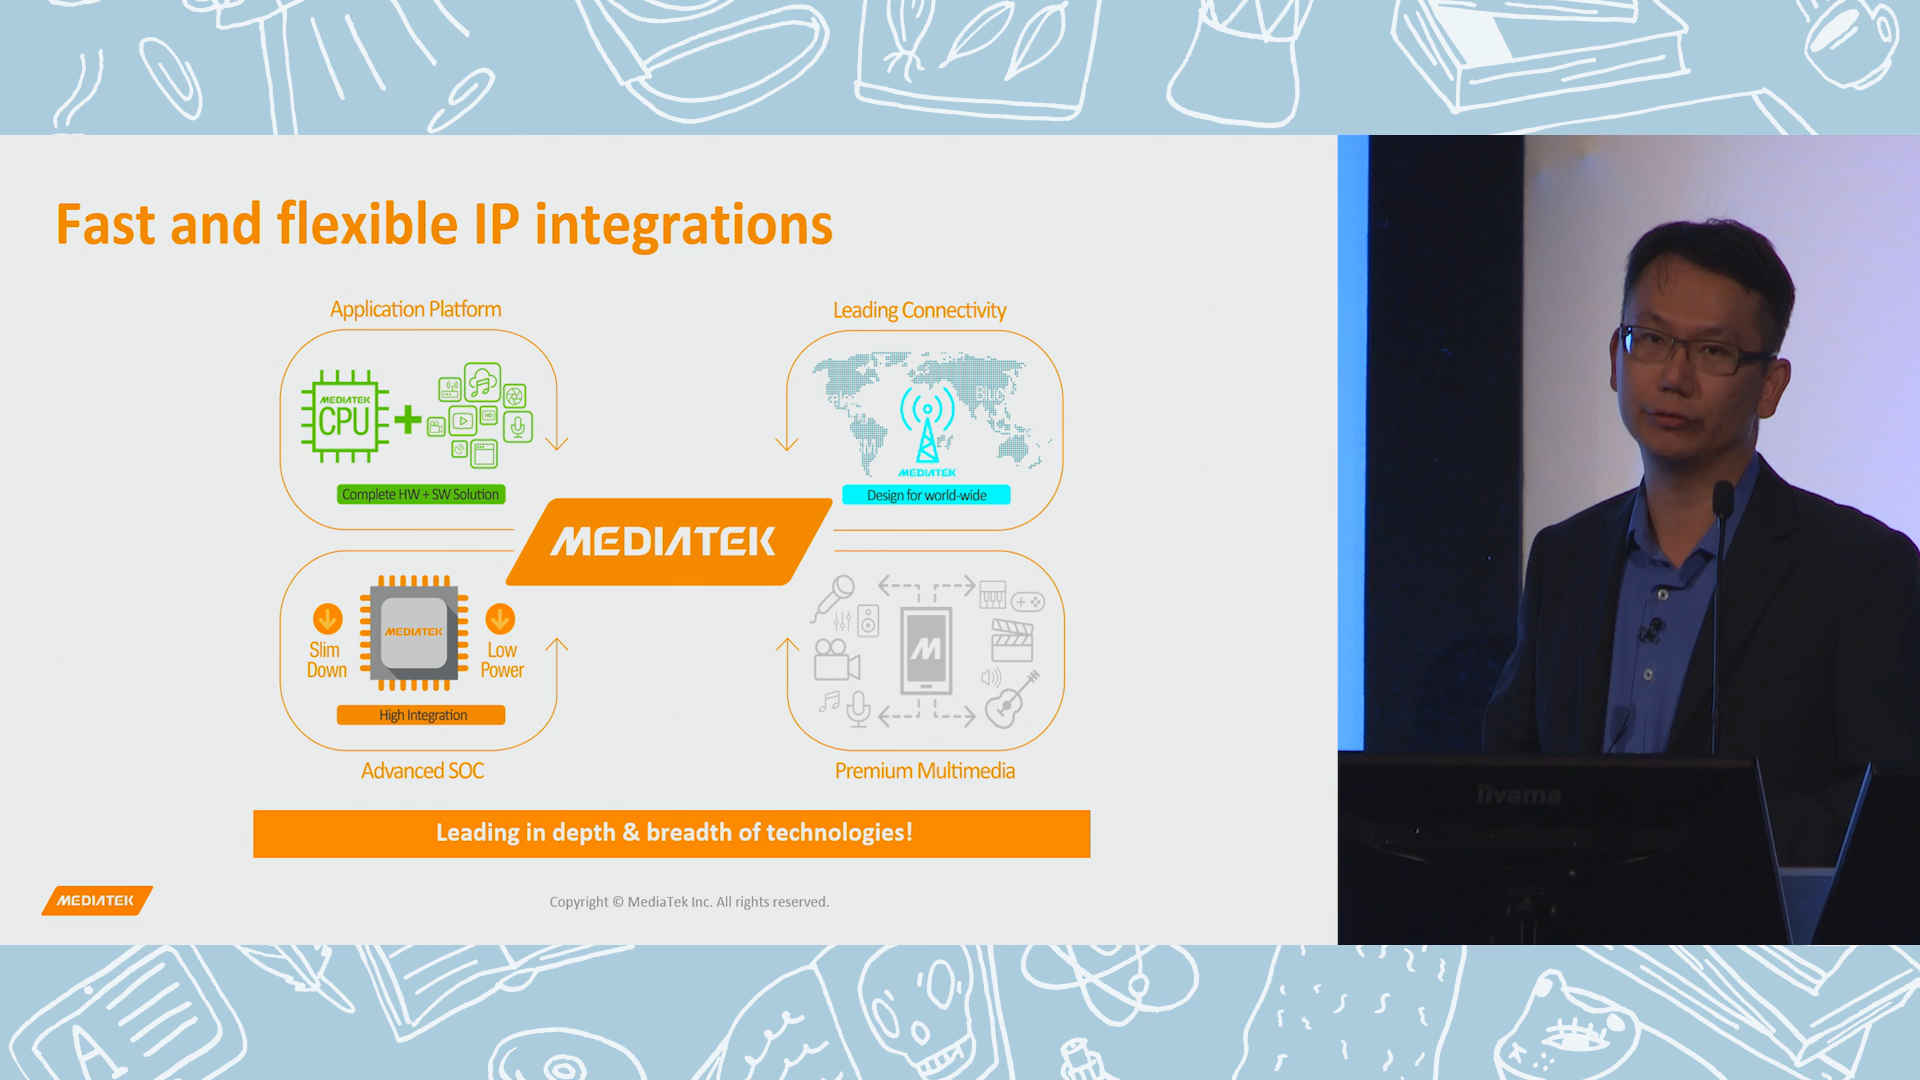 Fast and flexible IP integrations
Application Platform
Leading Connectivity
MEDIATEK
CPU
HD
Complete HW + SW Solution
MEDIATEK
Design for world-wide
MEDIATEK
MEDIATEK
Slim
Down
Low
Power
High Integration
M
Advanced SOC
Premium Multimedia
Leading in depth & breadth of technologies!
MEDIATEK
Copyright © MediaTek Inc. All rights reserved.
iiyama
A